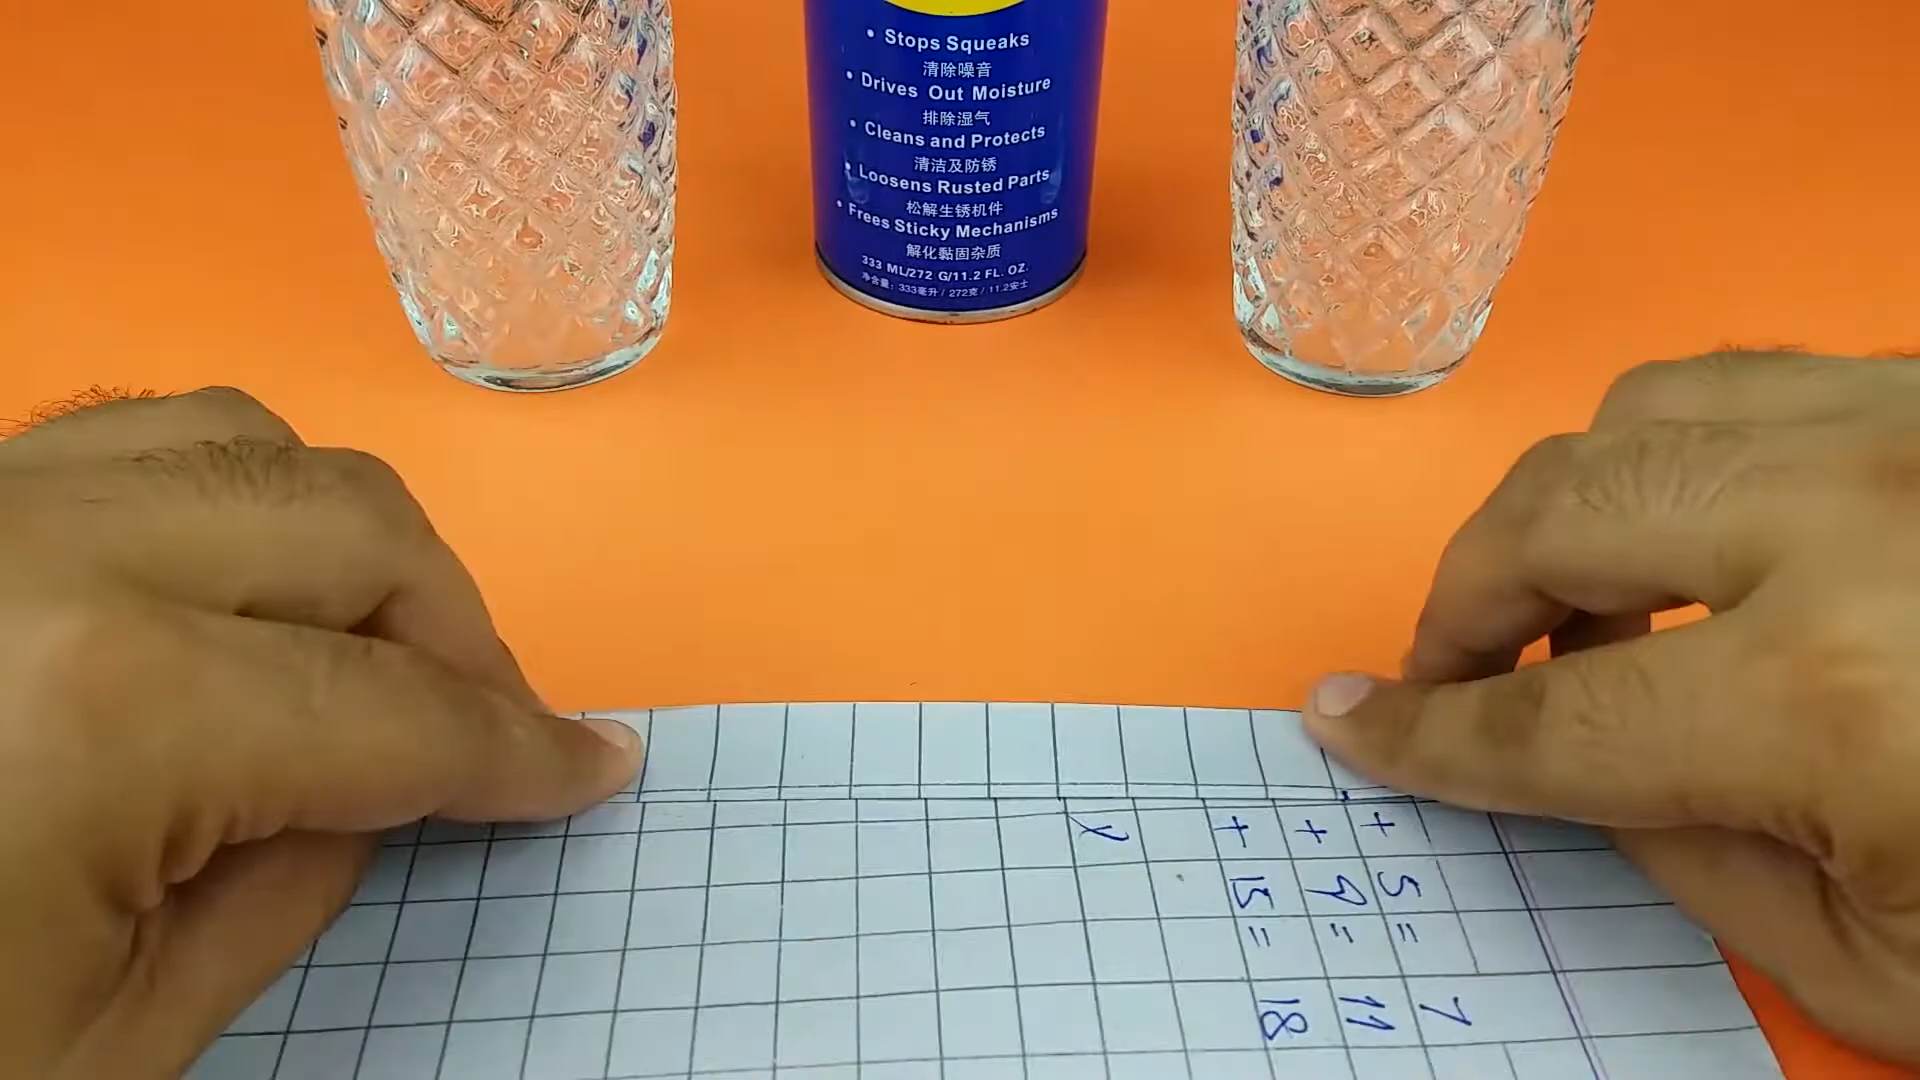 • Stops Squeaks
清除噪音
• Drives Out Moisture
排除湿气
• Cleans and Protects
清洁及防锈
• Loosens Rusted Parts
松解生锈机件
• Frees Sticky Mechanisms
解化黏固杂质
333 ML/272 G/11.2 FL. OZ.
净含量: 333毫升 / 272克 / 11.2安士
+ 5 = 7
+ 9 = 11
+ 15 = 18